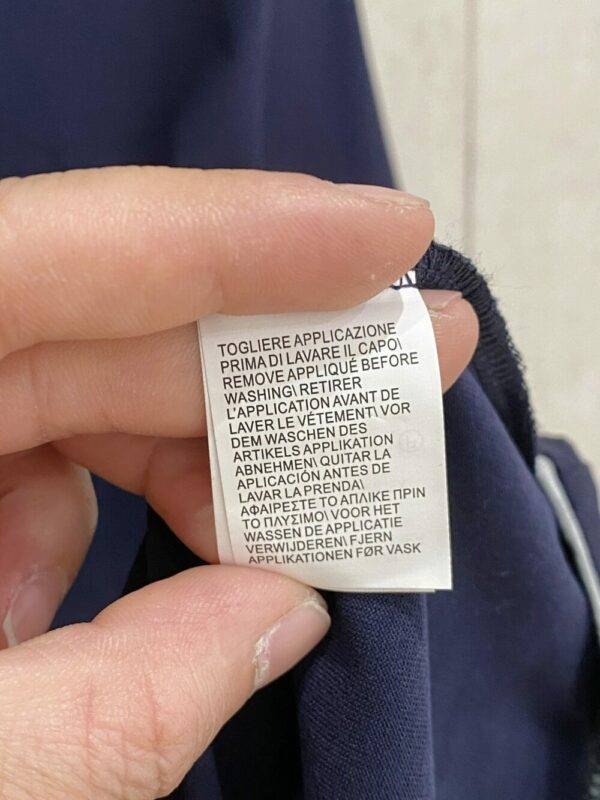 TOGLIERE APPLICAZIONE
PRIMA DI LAVARE IL CAPO\
REMOVE APPLIQUÉ BEFORE
WASHING\ RETIRER
L'APPLICATION AVANT DE
LAVER LE VÉTEMENT\ VOR
DEM WASCHEN DES
ARTIKELS APPLIKATION
ABNEHMEN\ QUITAR LA
APLICACIÓN ANTES DE
LAVAR LA PRENDA\
ΑΦΑΙΡΕΣΤΕ ΤΟ ΑΠΛΙΚΕ ΠΡΙΝ
ΤΟ ΠΛΥΣΙΜΟ\ VOOR HET
WASSEN DE APPLICATIE
VERWIJDEREN\ FJERN
APPLIKATIONEN FØR VASK